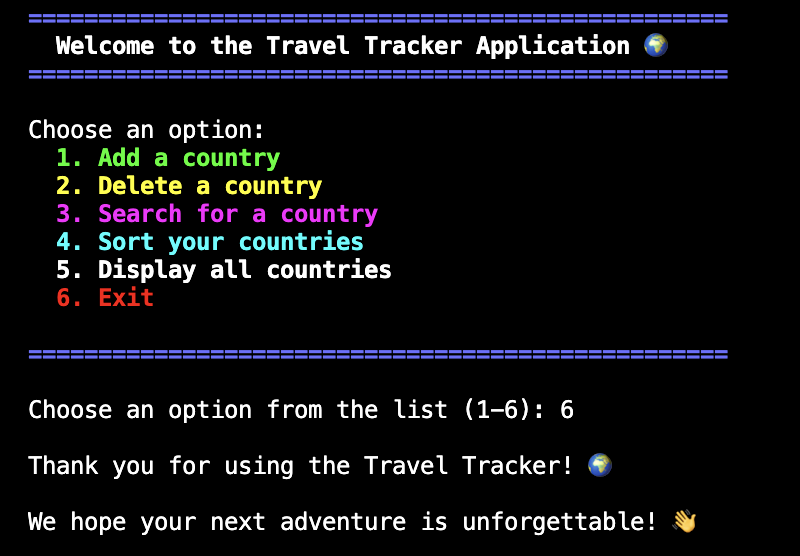 ==================================================
Welcome to the Travel Tracker Application 🌍
==================================================
Choose an option:
1. Add a country
2. Delete a country
3. Search for a country
4. Sort your countries
5. Display all countries
6. Exit
==================================================
Choose an option from the list (1-6): 6
Thank you for using the Travel Tracker! 🌍
We hope your next adventure is unforgettable! 👋